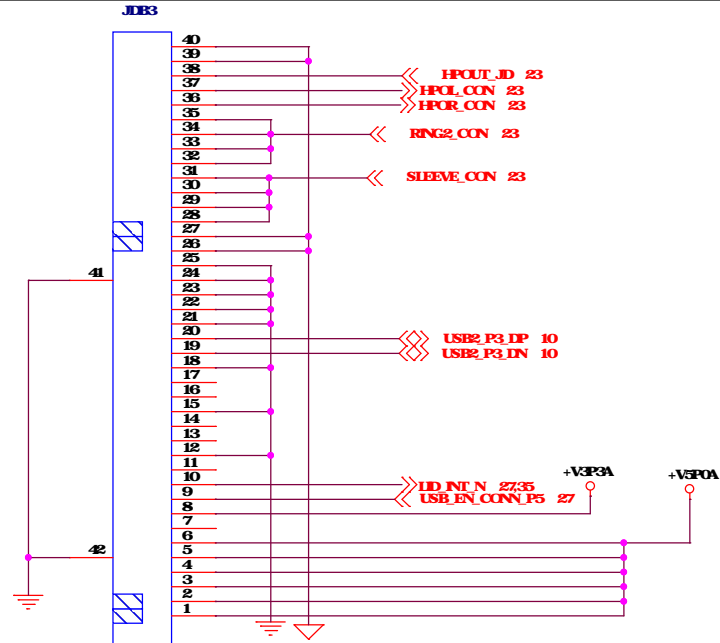 JDB3
40
39
38 HPOUT_JD 23
37 HPOL_CON 23
36 HPOR_CON 23
35
34 RING2_CON 23
33
32
31 SLEEVE_CON 23
30
29
28
27
26
25
41 24
23
22
21
20 USB2_P3_DP 10
19 USB2_P3_DN 10
18
17
16
15
14
13
12
11
+V3P3A +V5P0A
10 LID_INT_N 27,35
9 USB_EN_CONN_P5 27
8
7
6
42 5
4
3
2
1